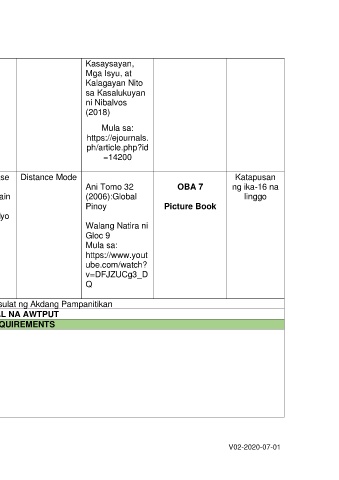 Kasaysayan,
Mga Isyu, at
Kalagayan Nito
sa Kasalukuyan
ni Nibalvos
(2018)
Mula sa:
https://ejournals.
ph/article.php?id
=14200
se
ain
yo
Distance Mode
Ani Tomo 32
(2006):Global
Pinoy
Walang Natira ni
Gloc 9
Mula sa:
https://www.yout
ube.com/watch?
v=DFJZUCg3_D
Q
OBA 7
Picture Book
Katapusan
ng ika-16 na
linggo
sulat ng Akdang Pampanitikan
L NA AWTPUT
QUIREMENTS
V02-2020-07-01